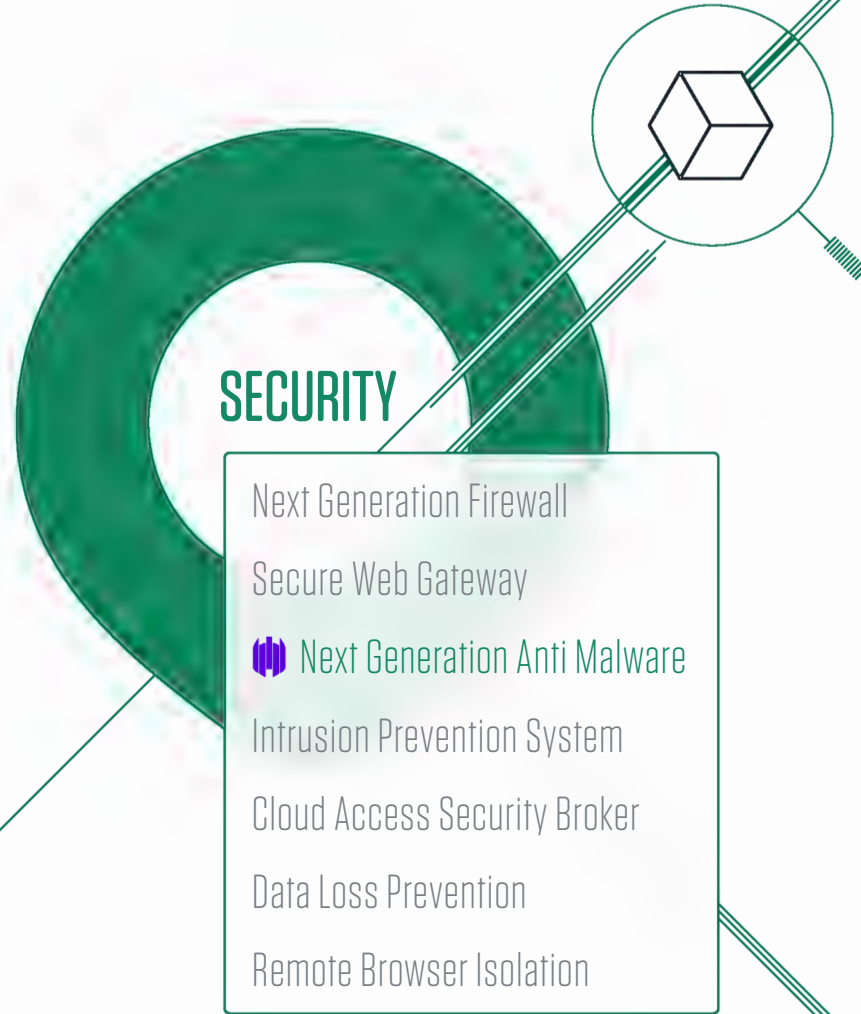 SECURITY
Next Generation Firewall
Secure Web Gateway
Next Generation Anti Malware
Intrusion Prevention System
Cloud Access Security Broker
Data Loss Prevention
Remote Browser Isolation